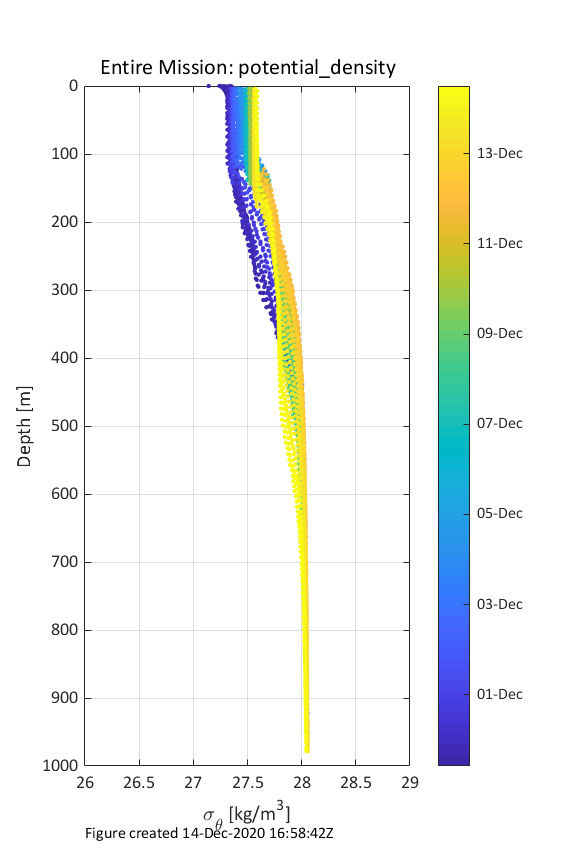 Entire Mission: potential_density
0
100
200
300
400
500
600
700
800
900
1000
Depth [m]
26
26.5
27
27.5
28
28.5
29
σθ [kg/m³]
13-Dec
11-Dec
09-Dec
07-Dec
05-Dec
03-Dec
01-Dec
Figure created 14-Dec-2020 16:58:42Z